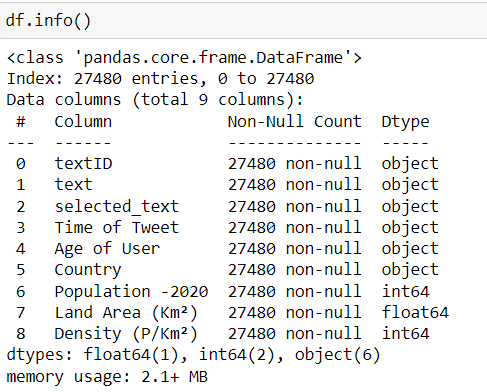 df.info()
<class 'pandas.core.frame.DataFrame'>
Index: 27480 entries, 0 to 27480
Data columns (total 9 columns):
 #   Column            Non-Null Count  Dtype
---  ------            --------------  -----
 0   textID            27480 non-null  object
 1   text              27480 non-null  object
 2   selected_text     27480 non-null  object
 3   Time of Tweet     27480 non-null  object
 4   Age of User       27480 non-null  object
 5   Country           27480 non-null  object
 6   Population -2020  27480 non-null  int64
 7   Land Area (Km²)   27480 non-null  float64
 8   Density (P/Km²)   27480 non-null  int64
dtypes: float64(1), int64(2), object(6)
memory usage: 2.1+ MB